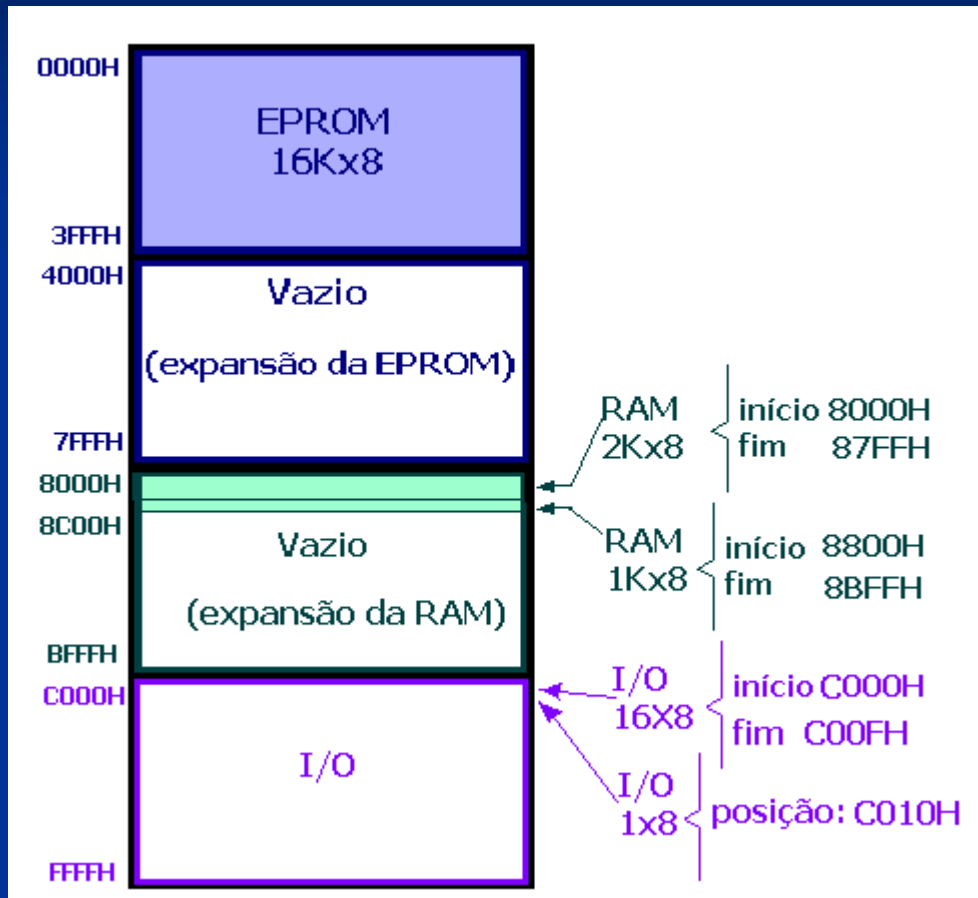 0000H
EPROM
16Kx8
3FFFH
4000H
Vazio
(expansão da EPROM)
7FFFH
8000H
8C00H
Vazio
(expansão da RAM)
BFFFH
C000H
I/O
FFFFH
RAM
2Kx8
início 8000H
fim 87FFH
RAM
1Kx8
início 8800H
fim 8BFFH
I/O
16X8
início C000H
fim C00FH
I/O
1x8
posição: C010H